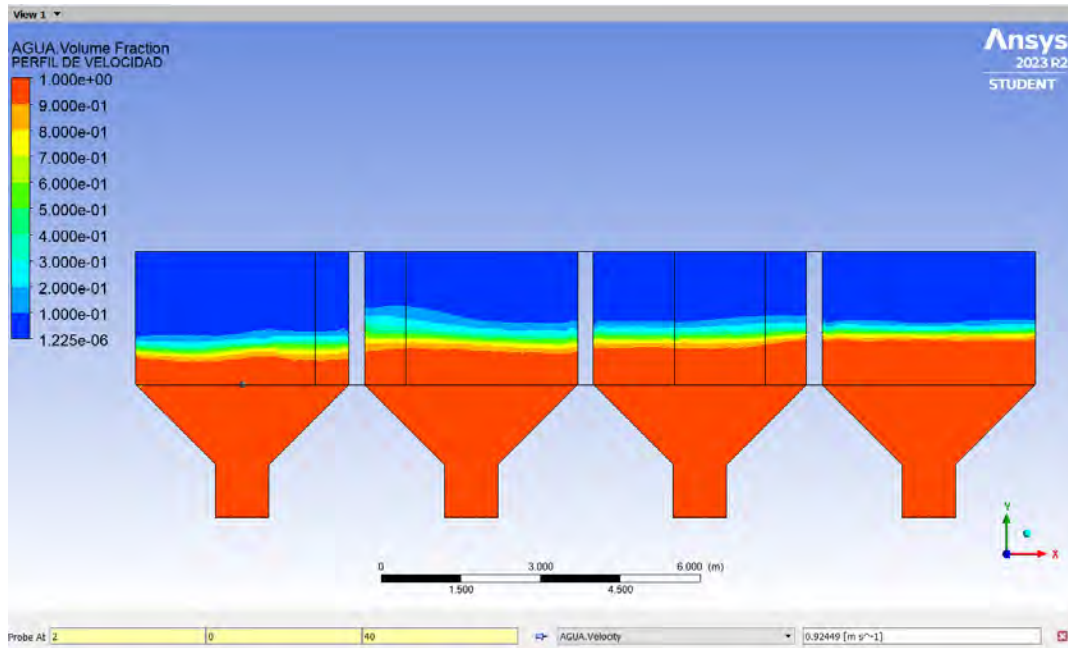 View 1
AGUA.Volume Fraction
PERFIL DE VELOCIDAD
1.000e+00
9.000e-01
8.000e-01
7.000e-01
6.000e-01
5.000e-01
4.000e-01
3.000e-01
2.000e-01
1.000e-01
1.225e-06
Ansys
2023 R2
STUDENT
Y
X
0 3.000 6.000 (m)
1.500 4.500
Probe At 2 0 40 AGUA.Velocity 0.92449 [m s^-1]